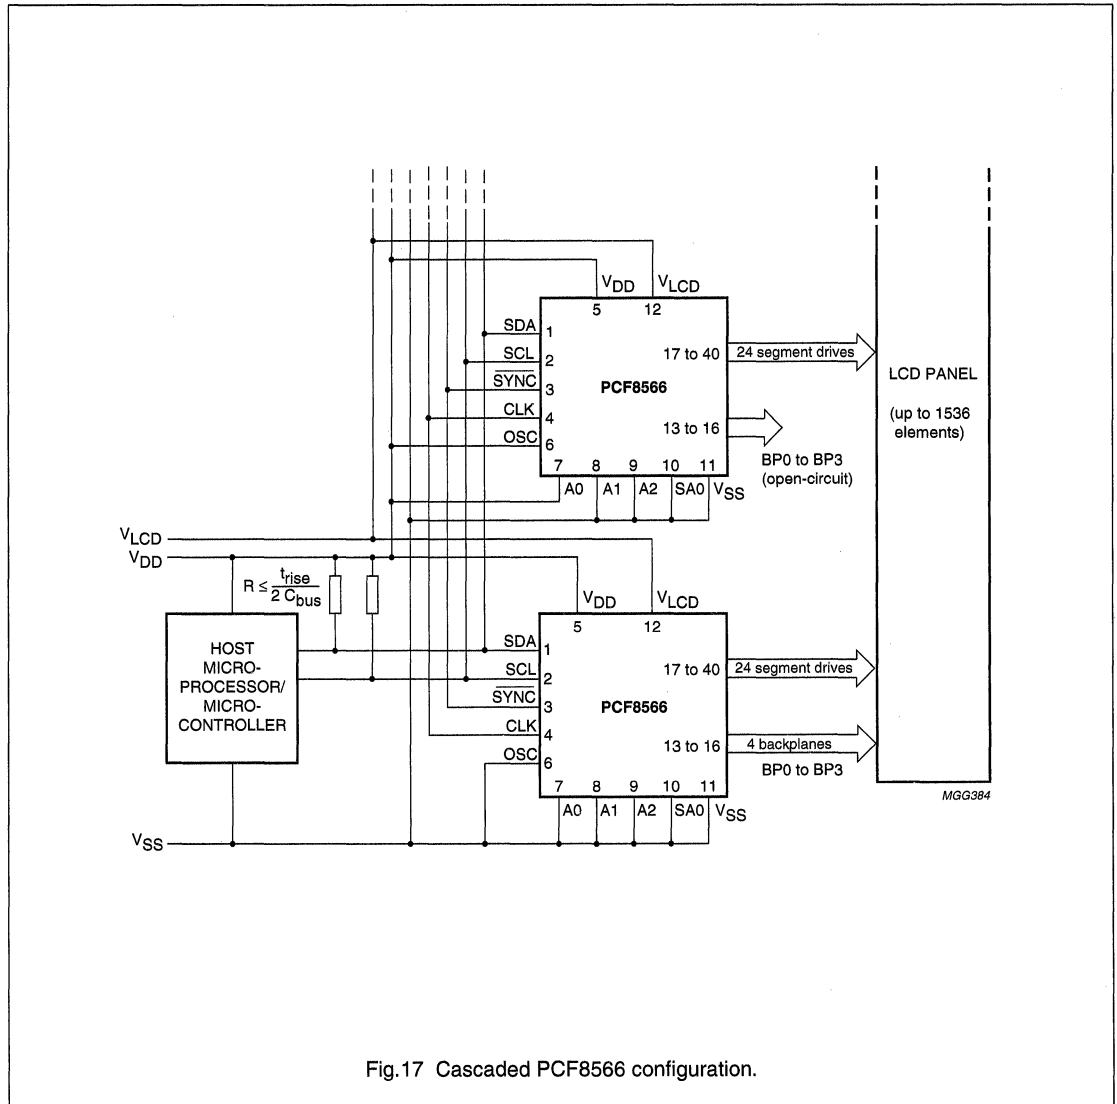 VDD VLCD
5 12
SDA 1
SCL 2
SYNC 3
CLK 4
OSC 6
PCF8566
17 to 40
13 to 16
7 8 9 10 11
A0 A1 A2 SA0 VSS
24 segment drives
BP0 to BP3
(open-circuit)
LCD PANEL
(up to 1536
elements)
VLCD
VDD
R ≤ trise / 2 Cbus
HOST
MICRO-
PROCESSOR/
MICRO-
CONTROLLER
VDD VLCD
5 12
SDA 1
SCL 2
SYNC 3
CLK 4
OSC 6
PCF8566
17 to 40
13 to 16
7 8 9 10 11
A0 A1 A2 SA0 VSS
24 segment drives
4 backplanes
BP0 to BP3
MGG384
VSS
Fig.17 Cascaded PCF8566 configuration.